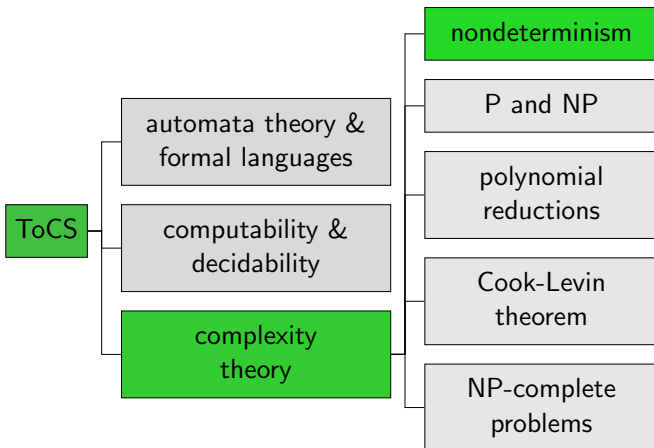 ToCS
automata theory &
formal languages
computability &
decidability
complexity
theory
nondeterminism
P and NP
polynomial
reductions
Cook-Levin
theorem
NP-complete
problems